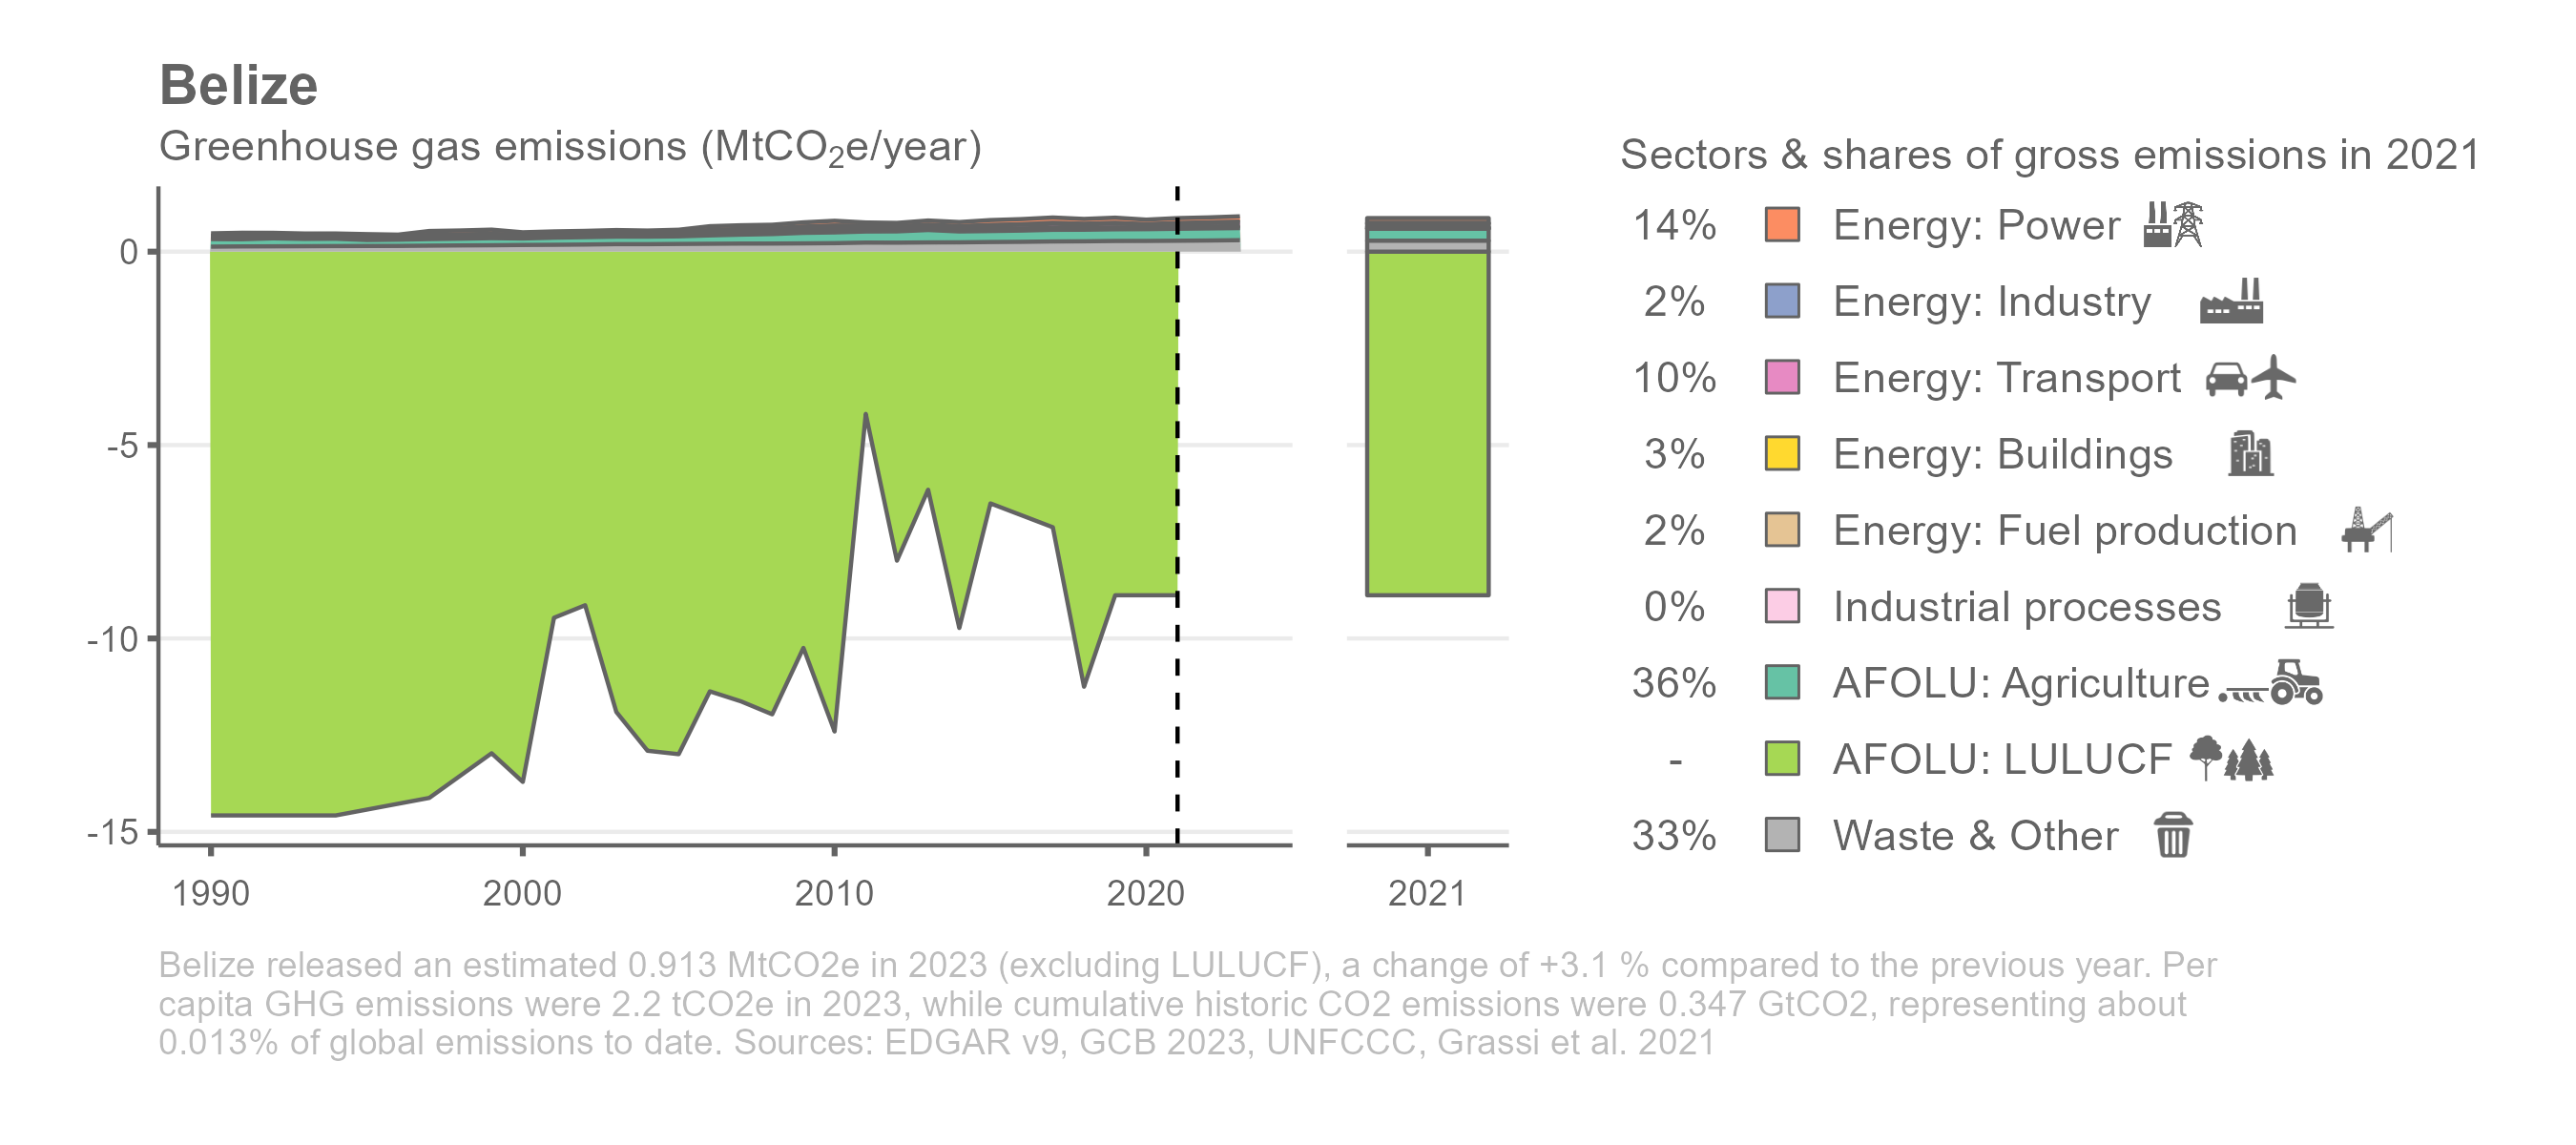 Belize
Greenhouse gas emissions (MtCO₂e/year)
0
-5
-10
-15
1990
2000
2010
2020
2021
Sectors & shares of gross emissions in 2021
14% Energy: Power
2% Energy: Industry
10% Energy: Transport
3% Energy: Buildings
2% Energy: Fuel production
0% Industrial processes
36% AFOLU: Agriculture
- AFOLU: LULUCF
33% Waste & Other
Belize released an estimated 0.913 MtCO2e in 2023 (excluding LULUCF), a change of +3.1 % compared to the previous year. Per
capita GHG emissions were 2.2 tCO2e in 2023, while cumulative historic CO2 emissions were 0.347 GtCO2, representing about
0.013% of global emissions to date. Sources: EDGAR v9, GCB 2023, UNFCCC, Grassi et al. 2021